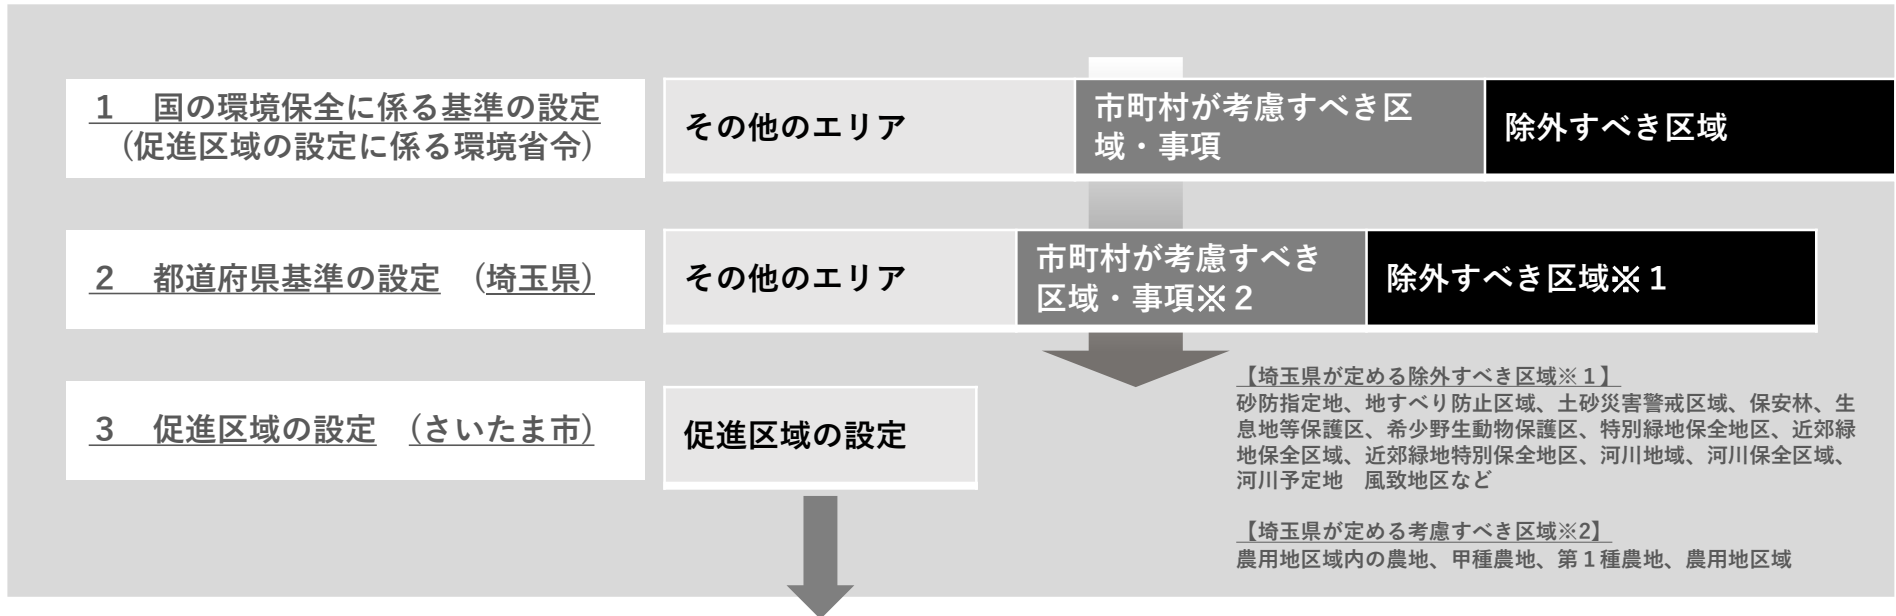 １　国の環境保全に係る基準の設定
(促進区域の設定に係る環境省令)
その他のエリア
市町村が考慮すべき区
域・事項
除外すべき区域
２　都道府県基準の設定　(埼玉県)
その他のエリア
市町村が考慮すべき
区域・事項※２
除外すべき区域※１
３　促進区域の設定　(さいたま市)
促進区域の設定
【埼玉県が定める除外すべき区域※１】
砂防指定地、地すべり防止区域、土砂災害警戒区域、保安林、生
息地等保護区、希少野生動物保護区、特別緑地保全地区、近郊緑
地保全区域、近郊緑地特別保全地区、河川地域、河川保全区域、
河川予定地　風致地区など
【埼玉県が定める考慮すべき区域※2】
農用地区域内の農地、甲種農地、第１種農地、農用地区域